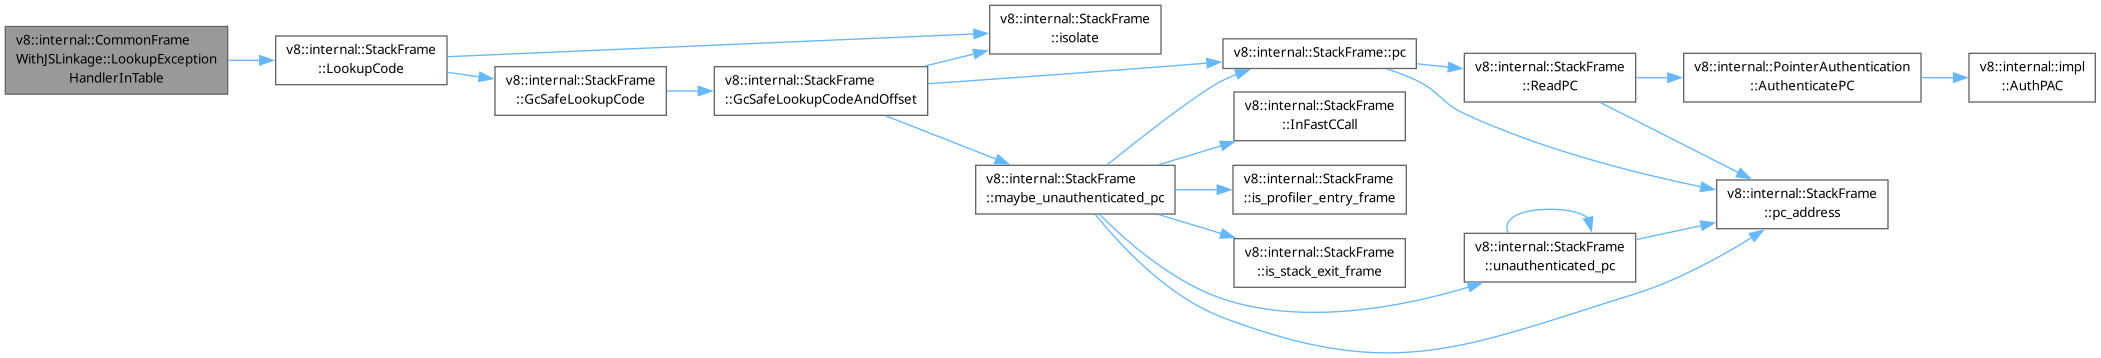 v8::internal::CommonFrame
WithJSLinkage::LookupException
HandlerInTable
v8::internal::StackFrame
::LookupCode
v8::internal::StackFrame
::isolate
v8::internal::StackFrame
::GcSafeLookupCode
v8::internal::StackFrame
::GcSafeLookupCodeAndOffset
v8::internal::StackFrame::pc
v8::internal::StackFrame
::ReadPC
v8::internal::PointerAuthentication
::AuthenticatePC
v8::internal::impl
::AuthPAC
v8::internal::StackFrame
::InFastCCall
v8::internal::StackFrame
::maybe_unauthenticated_pc
v8::internal::StackFrame
::is_profiler_entry_frame
v8::internal::StackFrame
::pc_address
v8::internal::StackFrame
::is_stack_exit_frame
v8::internal::StackFrame
::unauthenticated_pc